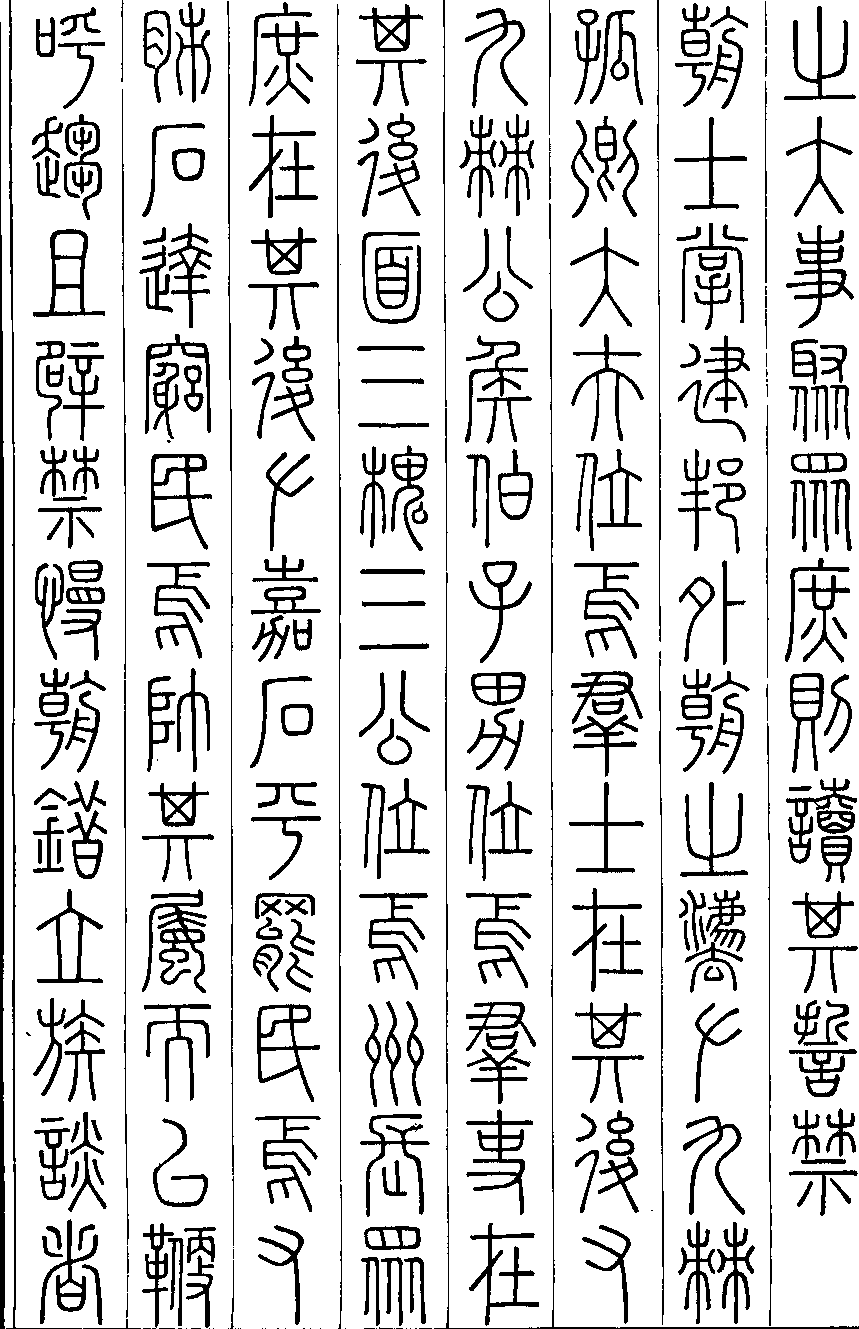 之大事聚眾庶則讀其誓禁
朝士掌建邦外朝之灋左九棘
孤卿大夫位焉羣士在其後右
九棘公侯伯子男位焉羣吏在
其後面三槐三公位焉州長眾
庶在其後左嘉石平罷民焉右
肺石達窮民焉帥其屬而以鞭
呼趨且辟禁慢朝錯立族談者